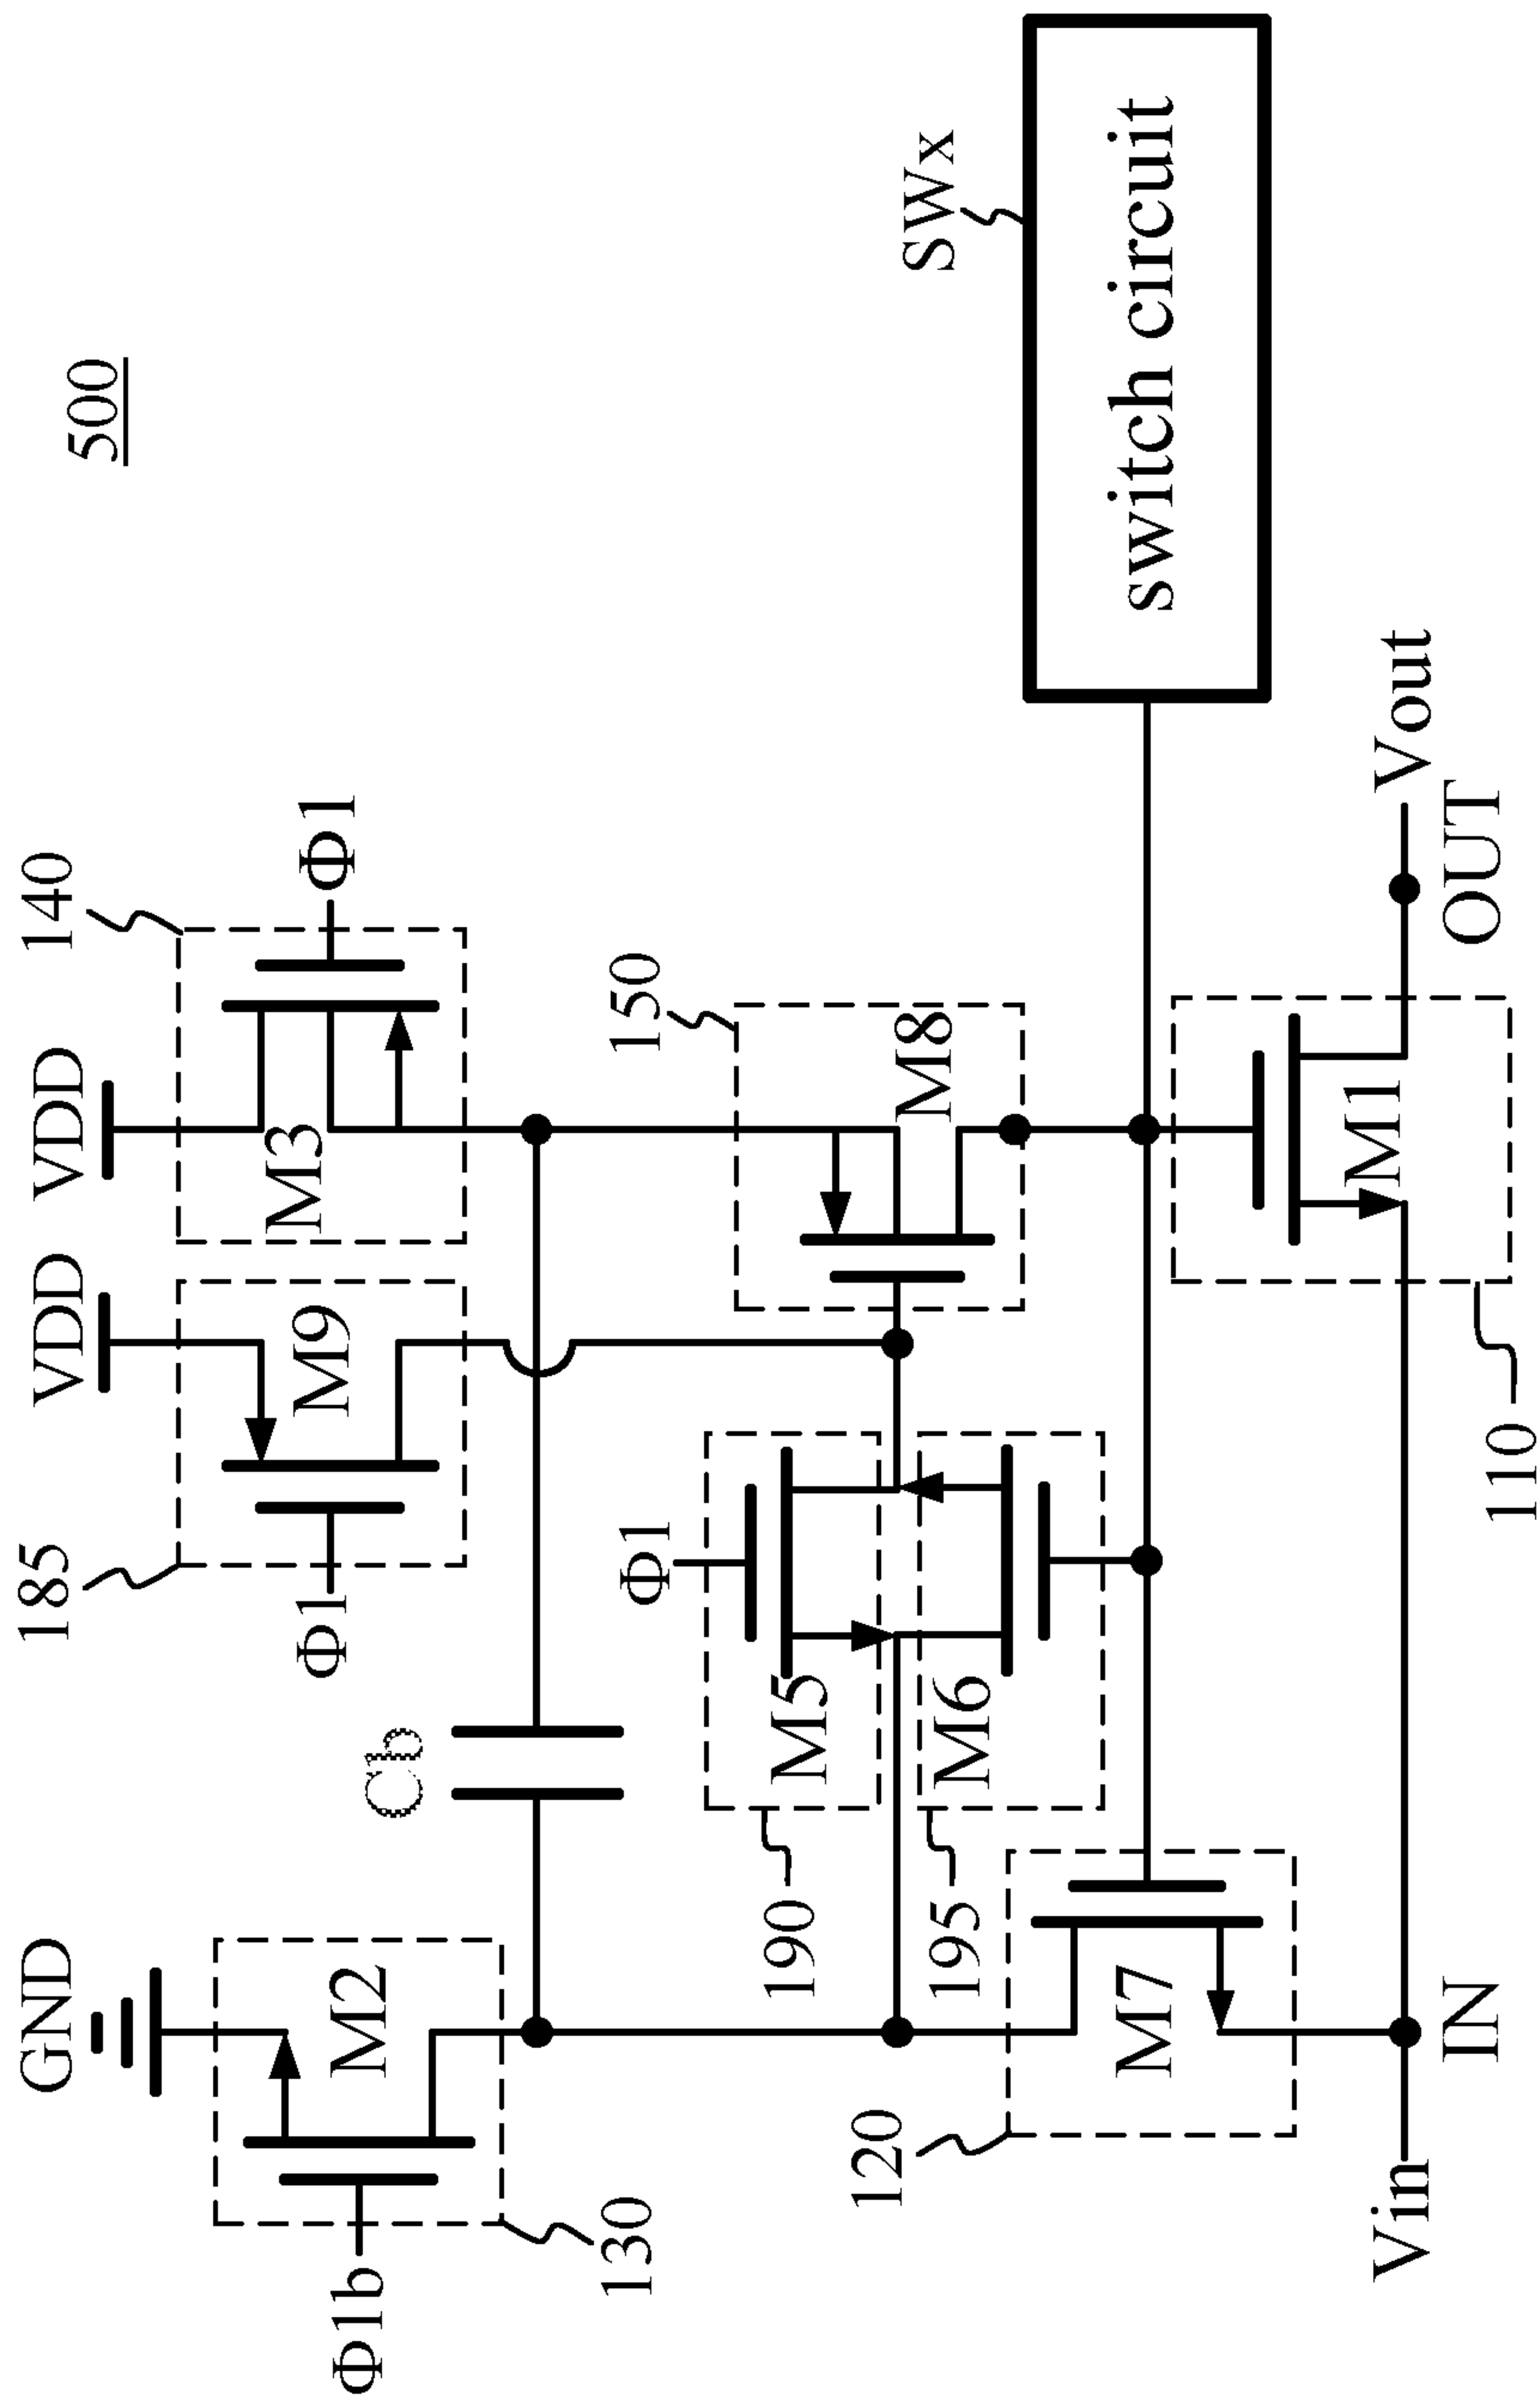 500
GND
VDD
VDD
185
140
Φ1b
M2
Φ1
M9
M3
Φ1
130
Cb
Φ1
150
190
M5
M8
SWx
120
195
M6
M7
switch circuit
Vin
M1
Vout
IN
110
OUT